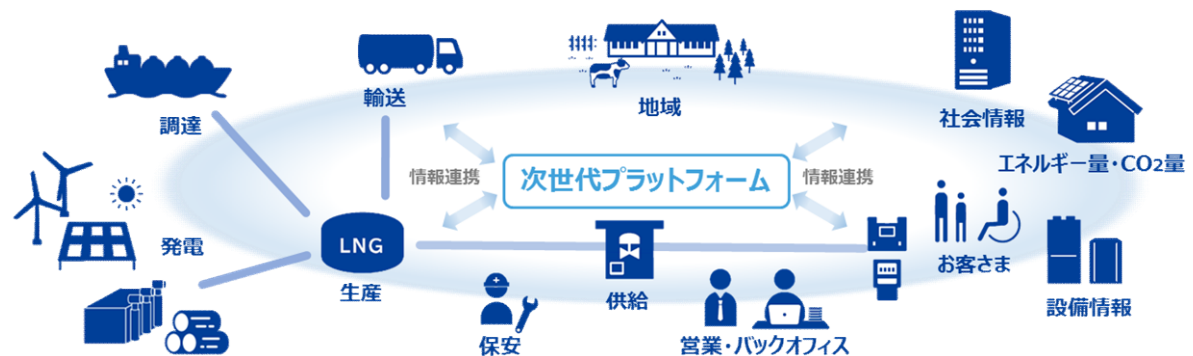 調達
輸送
地域
社会情報
エネルギー量・CO2量
情報連携
次世代プラットフォーム
情報連携
発電
LNG
生産
保安
供給
営業・バックオフィス
お客さま
設備情報